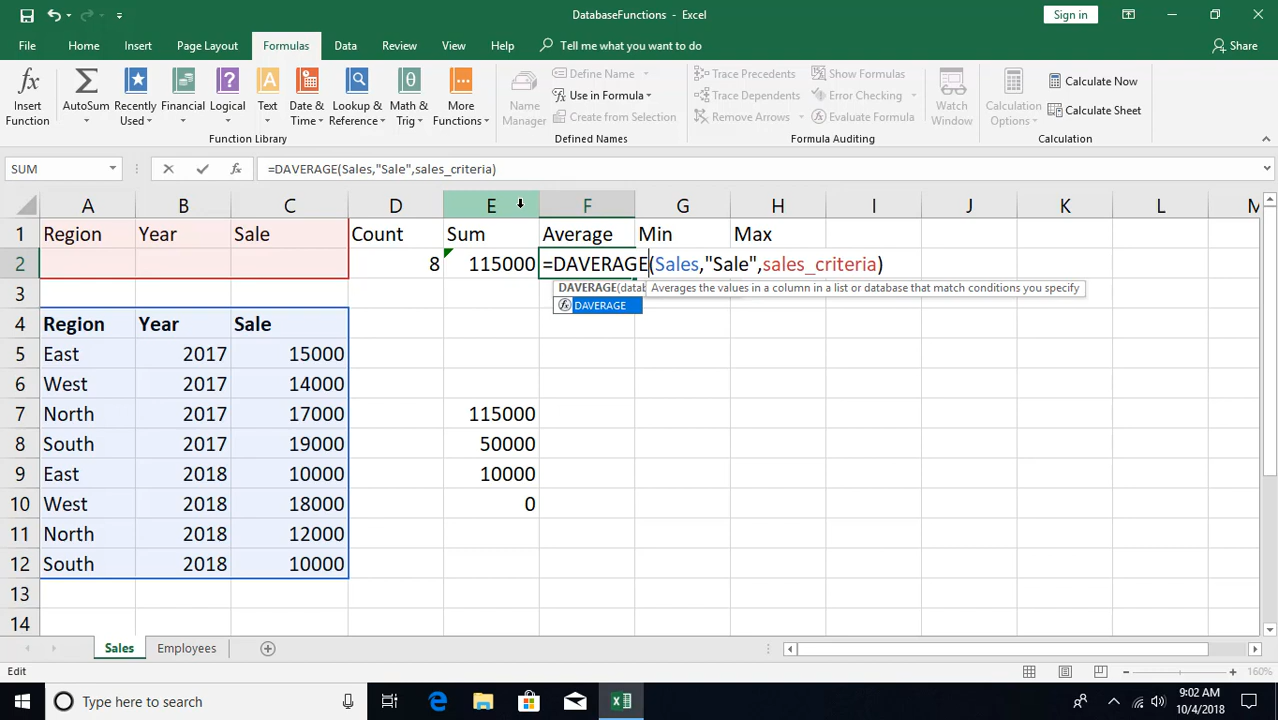 DatabaseFunctions - Excel
Sign in
File Home Insert Page Layout Formulas Data Review View Help Tell me what you want to do Share
Insert Function
AutoSum
Recently Used
Financial
Logical
Text
Date & Time
Lookup & Reference
Math & Trig
More Functions
Function Library
Name Manager
Define Name
Use in Formula
Create from Selection
Defined Names
Trace Precedents
Trace Dependents
Remove Arrows
Show Formulas
Error Checking
Evaluate Formula
Formula Auditing
Watch Window
Calculation Options
Calculate Now
Calculate Sheet
Calculation
SUM =DAVERAGE(Sales,"Sale",sales_criteria)
A B C D E F G H I J K L M
1 Region Year Sale Count Sum Average Min Max
2 8 115000 =DAVERAGE(Sales,"Sale",sales_criteria)
DAVERAGE(datab Averages the values in a column in a list or database that match conditions you specify
3 DAVERAGE
4 Region Year Sale
5 East 2017 15000
6 West 2017 14000
7 North 2017 17000 115000
8 South 2017 19000 50000
9 East 2018 10000 10000
10 West 2018 18000 0
11 North 2018 12000
12 South 2018 10000
13
14
Sales Employees
Edit 160%
Type here to search
9:02 AM
10/4/2018